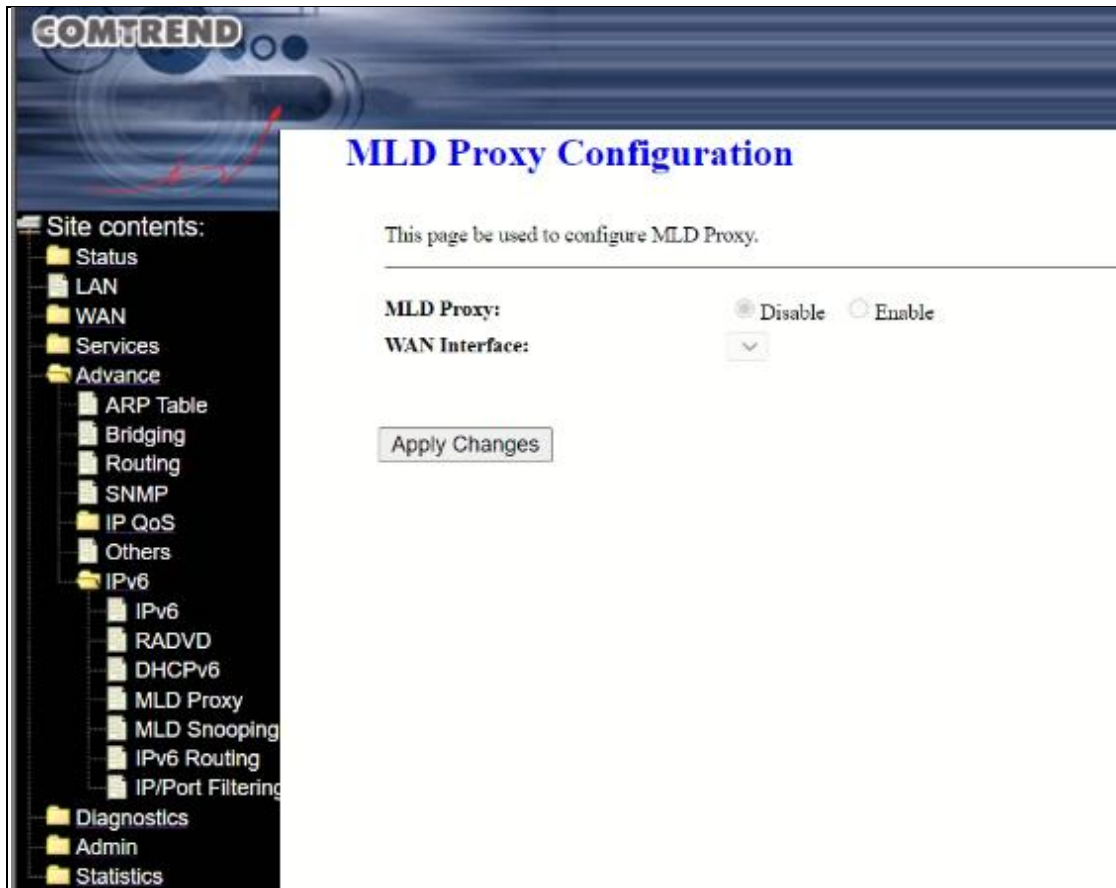 COMTREND
MLD Proxy Configuration
This page be used to configure MLD Proxy.
MLD Proxy: Disable Enable
WAN Interface:
Apply Changes
Site contents:
Status
LAN
WAN
Services
Advance
ARP Table
Bridging
Routing
SNMP
IP QoS
Others
IPv6
IPv6
RADVD
DHCPv6
MLD Proxy
MLD Snooping
IPv6 Routing
IP/Port Filtering
Diagnostics
Admin
Statistics